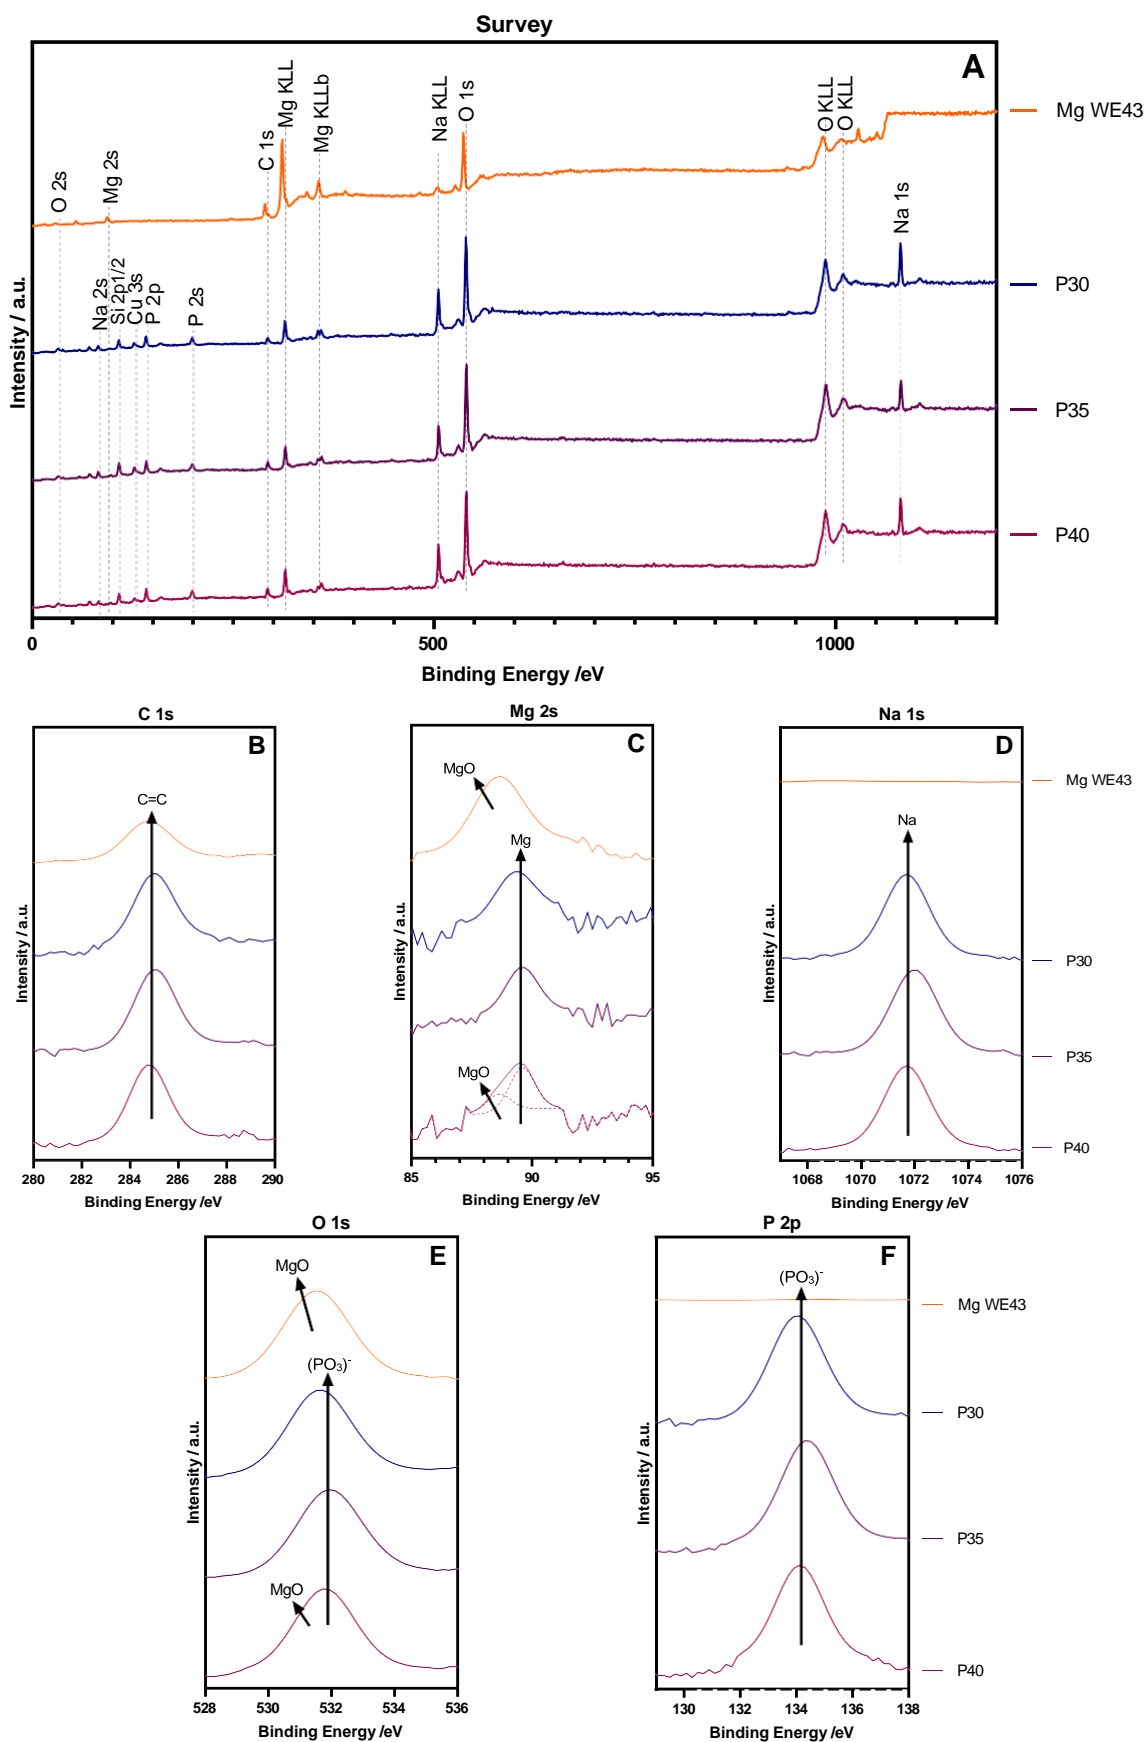 Survey
A
Intensity / a.u.
O 2s
Mg 2s
Na 2s
Si 2p1/2
Cu 3s
P 2p
P 2s
C 1s
Mg KLL
Mg KLLb
Na KLL
O 1s
O KLL
O KLL
Na 1s
Mg WE43
P30
P35
P40
0
500
1000
Binding Energy /eV
C 1s
B
C=C
Intensity / a.u.
280 282 284 286 288 290
Binding Energy /eV
Mg 2s
C
MgO
Mg
MgO
Intensity / a.u.
85 90 95
Binding Energy /eV
Na 1s
D
Na
Intensity / a.u.
1068 1070 1072 1074 1076
Binding Energy /eV
Mg WE43
P30
P35
P40
O 1s
E
MgO
(PO₃)⁻
MgO
Intensity / a.u.
528 530 532 534 536
Binding Energy /eV
P 2p
F
(PO₃)⁻
Intensity / a.u.
130 132 134 136 138
Binding Energy /eV
Mg WE43
P30
P35
P40